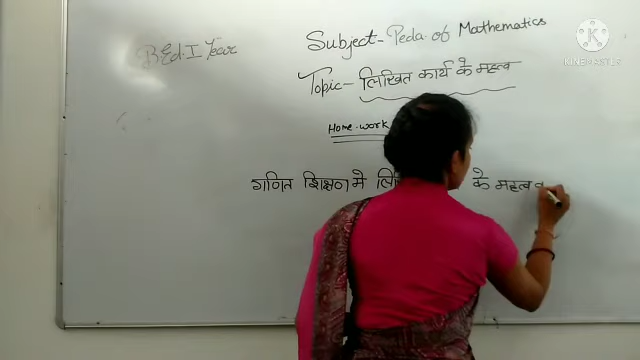 B.Ed. I Year
Subject- Peda. of Mathematics
Topic- लिखित कार्य के महत्व
Home-work
गणित शिक्षण मे के महत्व
KINEMASTER